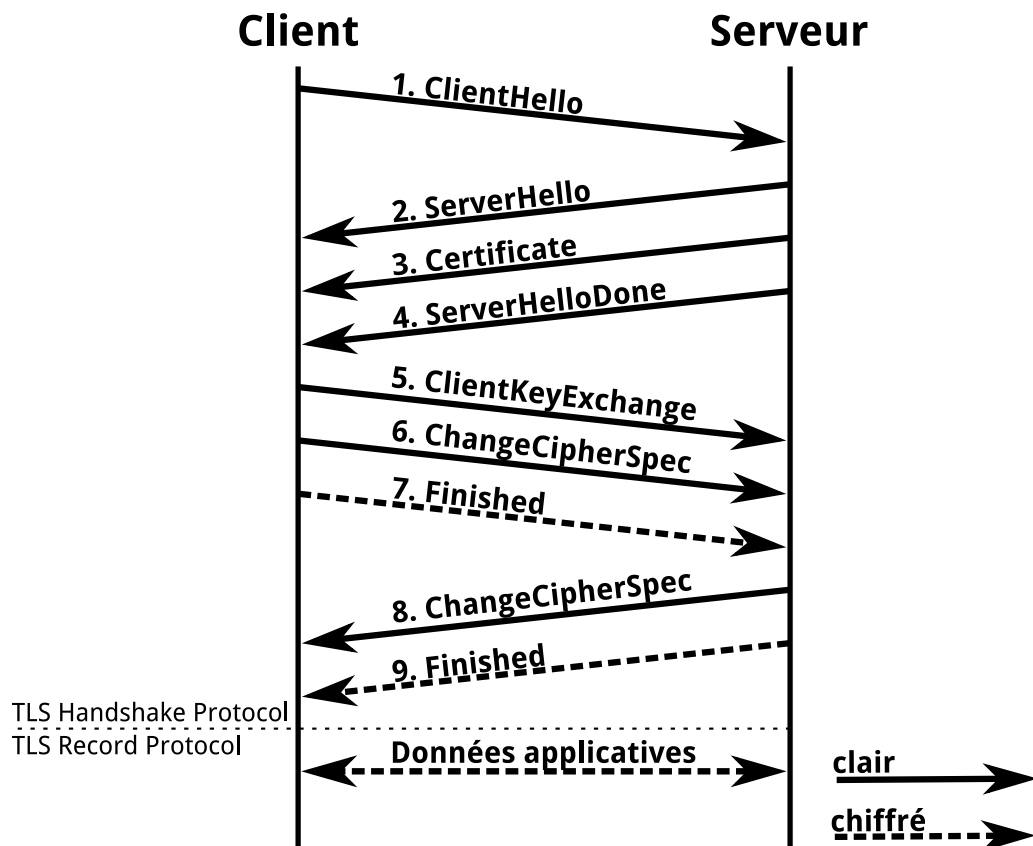 Client
Serveur
1. ClientHello
2. ServerHello
3. Certificate
4. ServerHelloDone
5. ClientKeyExchange
6. ChangeCipherSpec
7. Finished
8. ChangeCipherSpec
9. Finished
TLS Handshake Protocol
TLS Record Protocol
Données applicatives
clair
chiffré